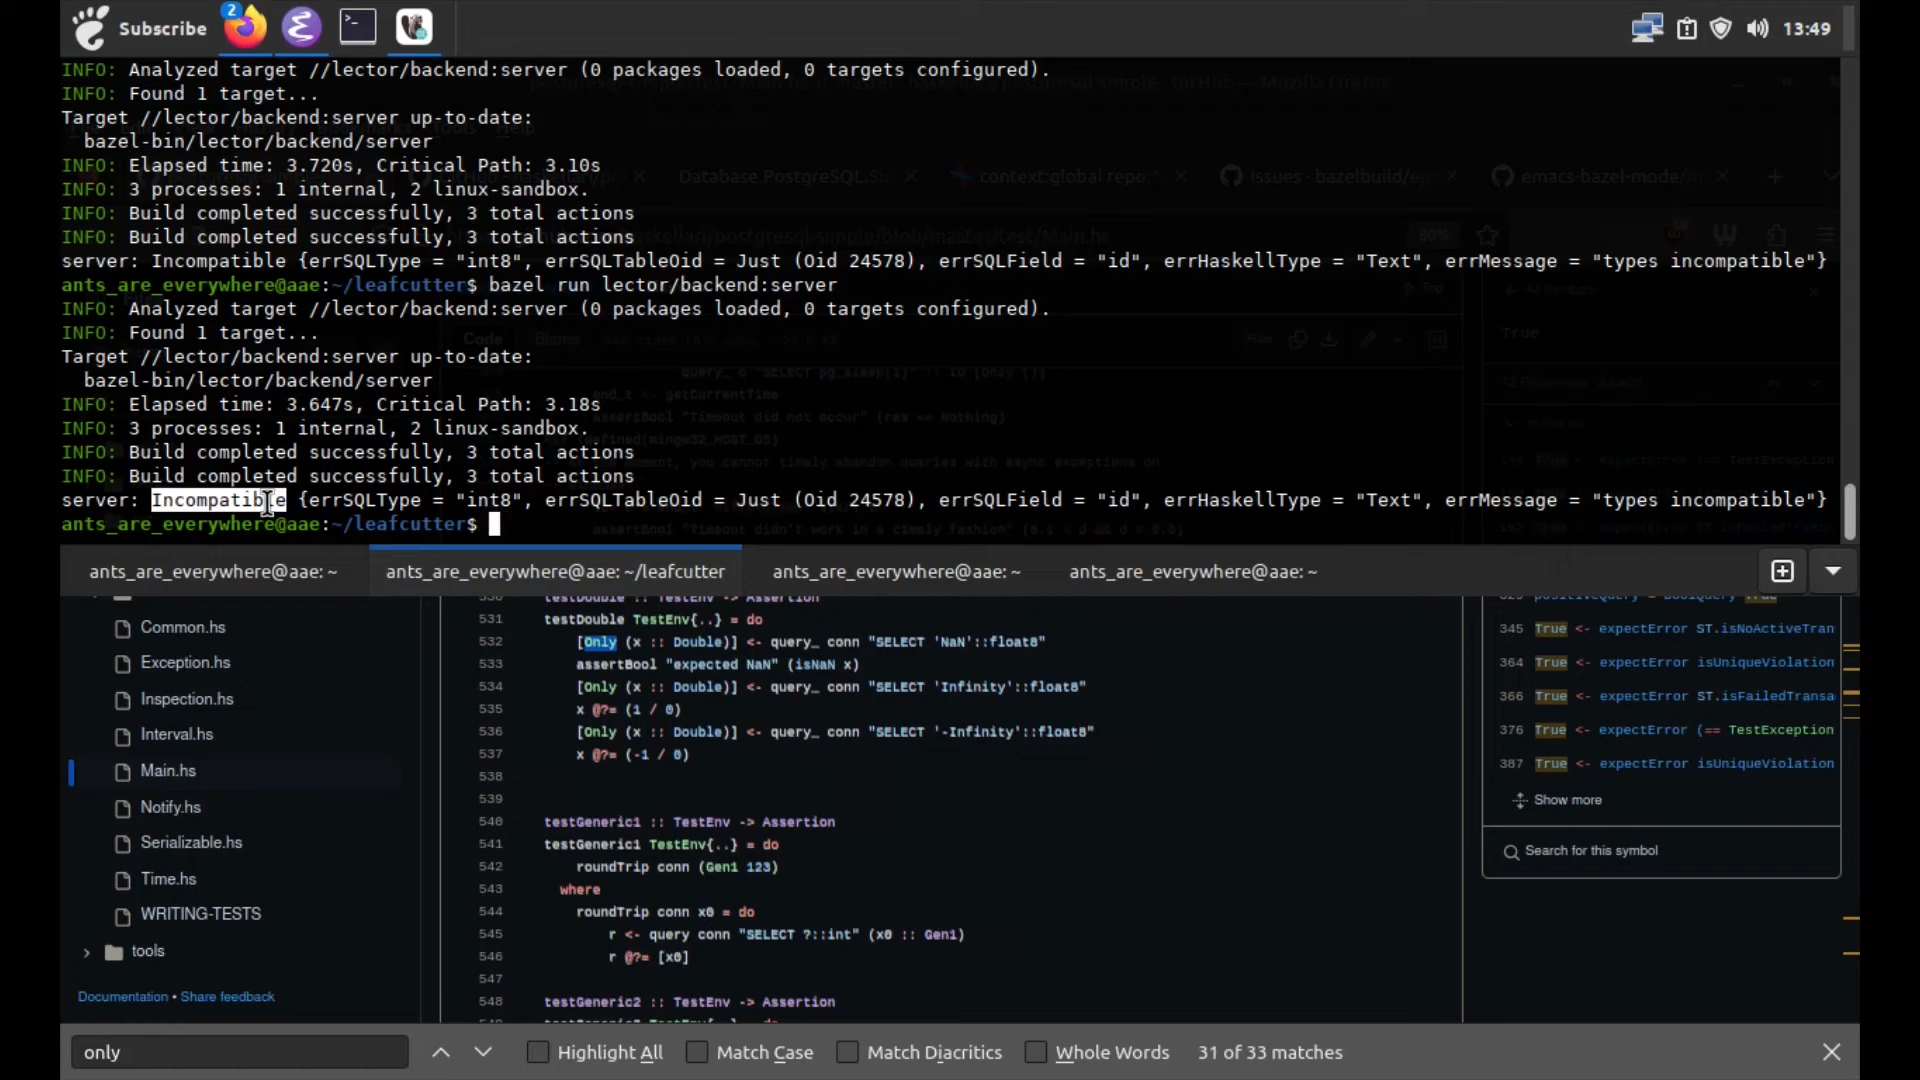 2
Subscribe
13:49
INFO: Analyzed target //lector/backend:server (0 packages loaded, 0 targets configured).
INFO: Found 1 target...
Target //lector/backend:server up-to-date:
bazel-bin/lector/backend/server
INFO: Elapsed time: 3.720s, Critical Path: 3.10s
INFO: 3 processes: 1 internal, 2 linux-sandbox.
INFO: Build completed successfully, 3 total actions
INFO: Build completed successfully, 3 total actions
server: Incompatible {errSQLType = "int8", errSQLTableOid = Just (Oid 24578), errSQLField = "id", errHaskellType = "Text", errMessage = "types incompatible"}
ants_are_everywhere@aae:~/leafcutter$ bazel run lector/backend:server
INFO: Analyzed target //lector/backend:server (0 packages loaded, 0 targets configured).
INFO: Found 1 target...
Target //lector/backend:server up-to-date:
bazel-bin/lector/backend/server
INFO: Elapsed time: 3.647s, Critical Path: 3.18s
INFO: 3 processes: 1 internal, 2 linux-sandbox.
INFO: Build completed successfully, 3 total actions
INFO: Build completed successfully, 3 total actions
server: Incompatible {errSQLType = "int8", errSQLTableOid = Just (Oid 24578), errSQLField = "id", errHaskellType = "Text", errMessage = "types incompatible"}
ants_are_everywhere@aae:~/leafcutter$
ants_are_everywhere@aae: ~
ants_are_everywhere@aae: ~/leafcutter
ants_are_everywhere@aae: ~
ants_are_everywhere@aae: ~
Common.hs
Exception.hs
Inspection.hs
Interval.hs
Main.hs
Notify.hs
Serializable.hs
Time.hs
WRITING-TESTS
tools
Documentation • Share feedback
530 testDouble :: TestEnv -> Assertion
531 testDouble TestEnv{..} = do
532 [Only (x :: Double)] <- query_ conn "SELECT 'NaN'::float8"
533 assertBool "expected NaN" (isNaN x)
534 [Only (x :: Double)] <- query_ conn "SELECT 'Infinity'::float8"
535 x @?= (1 / 0)
536 [Only (x :: Double)] <- query_ conn "SELECT '-Infinity'::float8"
537 x @?= (-1 / 0)
538
539
540 testGeneric1 :: TestEnv -> Assertion
541 testGeneric1 TestEnv{..} = do
542 roundTrip conn (Gen1 123)
543 where
544 roundTrip conn x0 = do
545 r <- query conn "SELECT ?::int" (x0 :: Gen1)
546 r @?= [x0]
547
548 testGeneric2 :: TestEnv -> Assertion
positiveQuery = boolQuery True
345 True <- expectError ST.isNoActiveTran
364 True <- expectError isUniqueViolation
366 True <- expectError ST.isFailedTransa
376 True <- expectError (== TestException
387 True <- expectError isUniqueViolation
Show more
Search for this symbol
only
Highlight All
Match Case
Match Diacritics
Whole Words
31 of 33 matches